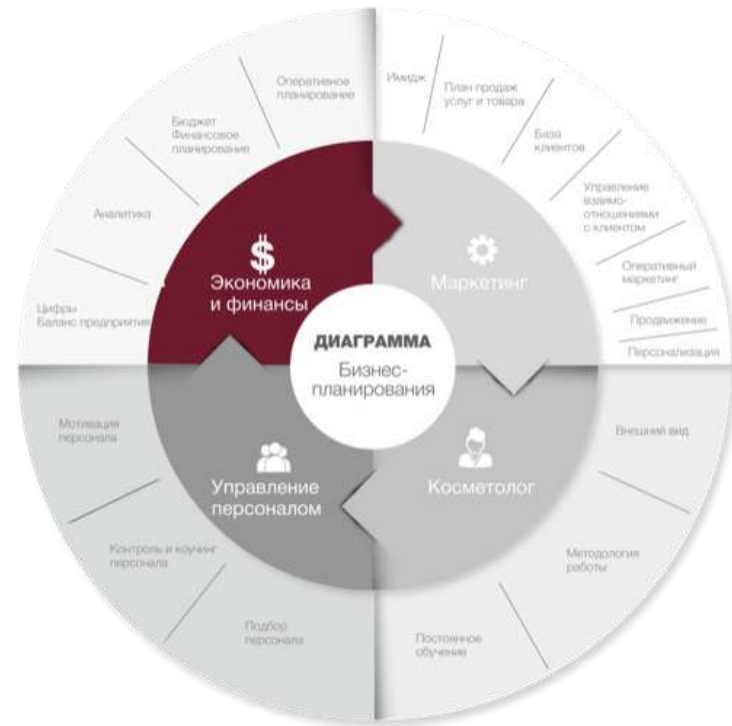 Оперативное
планирование
Бюджет
Финансовое
планирование
Аналитика
Цифры
Баланс предприятия
Имидж
План продаж
услуг и товара
База
клиентов
Управление
взаимо-
отношениями
с клиентом
Оперативный
маркетинг
Продвижение
Персонализация
$
Экономика
и финансы
Маркетинг
ДИАГРАММА
Бизнес-
планирования
Управление
персоналом
Косметолог
Мотивация
персонала
Контроль и коучинг
персонала
Подбор
персонала
Внешний вид
Методология
работы
Постоянное
обучение